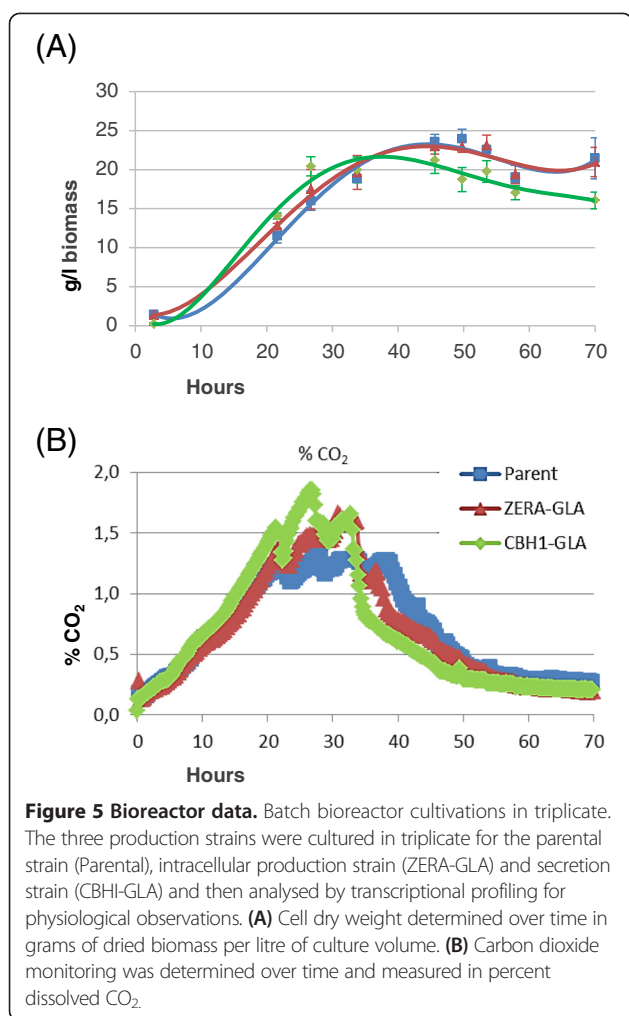 (A)
30
25
20
15
10
5
0
g/l biomass
0 10 20 30 40 50 60 70
Hours
(B)
% CO2
2,0
1,5
1,0
0,5
0,0
% CO2
Parent
ZERA-GLA
CBH1-GLA
0 10 20 30 40 50 60 70
Hours
Figure 5 Bioreactor data. Batch bioreactor cultivations in triplicate.
The three production strains were cultured in triplicate for the parental
strain (Parental), intracellular production strain (ZERA-GLA) and secretion
strain (CBHI-GLA) and then analysed by transcriptional profiling for
physiological observations. (A) Cell dry weight determined over time in
grams of dried biomass per litre of culture volume. (B) Carbon dioxide
monitoring was determined over time and measured in percent
dissolved CO2.